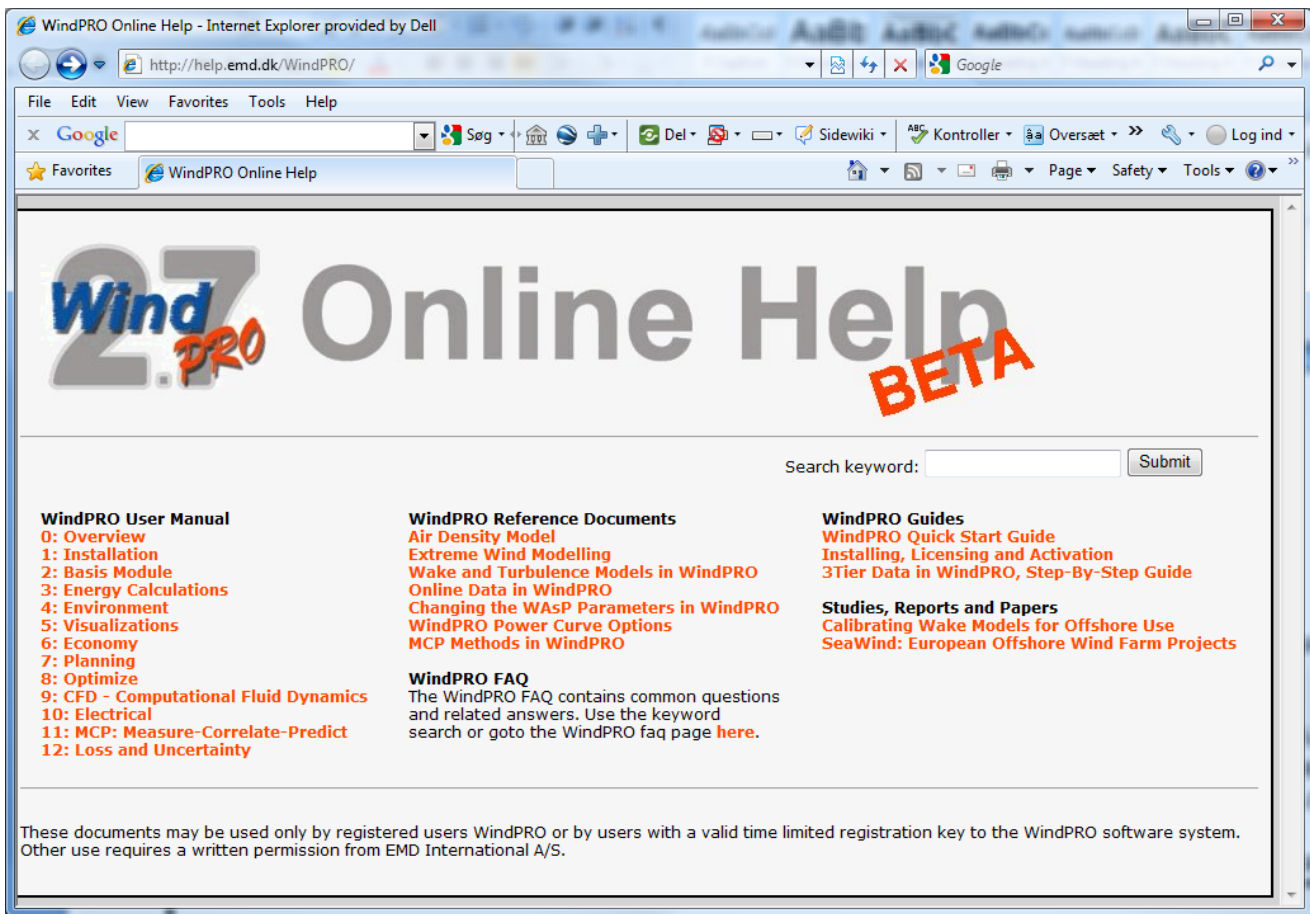 WindPRO Online Help - Internet Explorer provided by Dell
http://help.emd.dk/WindPRO/
Google
File Edit View Favorites Tools Help
x Google Søg Del Sidewiki ABC Kontroller Oversæt >> Log ind
Favorites WindPRO Online Help Page Safety Tools >>
2.7 Wind PRO Online Help
BETA
Search keyword: Submit
WindPRO User Manual
0: Overview
1: Installation
2: Basis Module
3: Energy Calculations
4: Environment
5: Visualizations
6: Economy
7: Planning
8: Optimize
9: CFD - Computational Fluid Dynamics
10: Electrical
11: MCP: Measure-Correlate-Predict
12: Loss and Uncertainty
WindPRO Reference Documents
Air Density Model
Extreme Wind Modelling
Wake and Turbulence Models in WindPRO
Online Data in WindPRO
Changing the WAsP Parameters in WindPRO
WindPRO Power Curve Options
MCP Methods in WindPRO
WindPRO FAQ
The WindPRO FAQ contains common questions
and related answers. Use the keyword
search or goto the WindPRO faq page here.
WindPRO Guides
WindPRO Quick Start Guide
Installing, Licensing and Activation
3Tier Data in WindPRO, Step-By-Step Guide
Studies, Reports and Papers
Calibrating Wake Models for Offshore Use
SeaWind: European Offshore Wind Farm Projects
These documents may be used only by registered users WindPRO or by users with a valid time limited registration key to the WindPRO software system.
Other use requires a written permission from EMD International A/S.